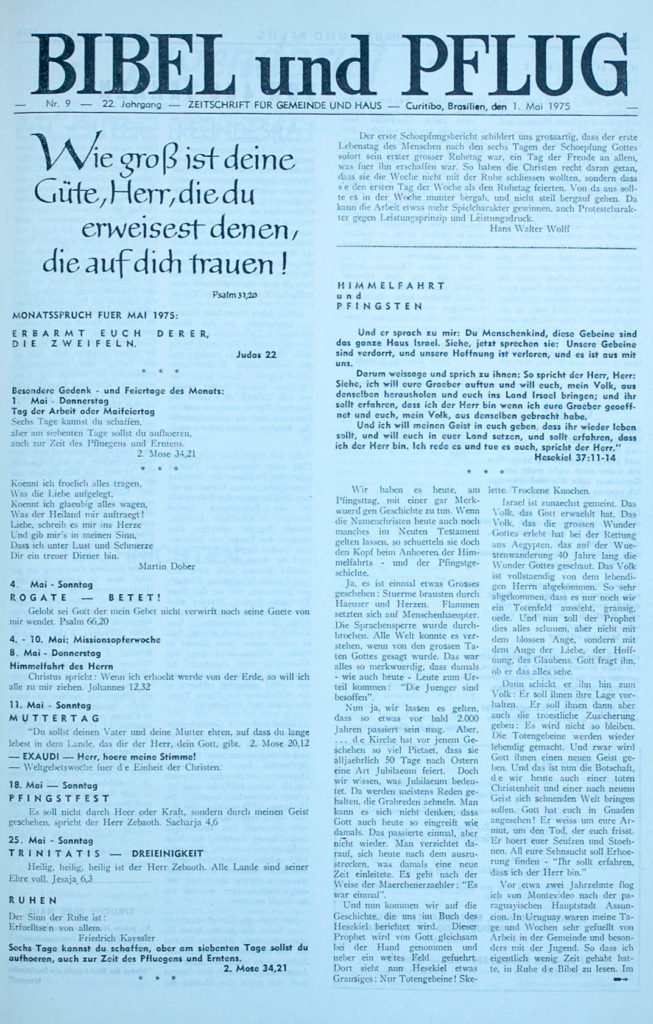 BIBEL und PFLUG
Nr. 9 — 22. Jahrgang — ZEITSCHRIFT FÜR GEMEINDE UND HAUS — Curitiba, Brasilien, den 1. Mai 1975
Wie groß ist deine
Güte, Herr, die du
erweisest denen,
die auf dich trauen!
Psalm 31,20
MONATSSPRUCH FUER MAI 1975:
ERBARMT EUCH DERER,
DIE ZWEIFELN.
Judas 22
* * *
Besondere Gedenk - und Feiertage des Monats:
1. Mai - Donnerstag
Tag der Arbeit oder Maifeiertag
Sechs Tage kannst du schaffen,
aber am siebenten Tage sollst du aufhoeren,
auch zur Zeit des Pfluegens und Erntens.
2. Mose 34,21
* * *
Koennt ich froelich alles tragen,
Was die Liebe aufgelegt,
Koennt ich glaeubig alles wagen,
Was der Heiland mir auftraegt!
Liebe, schreib es mir ins Herze
Und gib mir's in meinen Sinn,
Dass ich unter Lust und Schmerze
Dir ein treuer Diener bin.
Martin Dober
4. Mai - Sonntag
ROGATE — BETET!
Gelobt sei Gott der mein Gebet nicht verwirft noch seine Guete von
mir wendet. Psalm 66,20
4. - 10. Mai: Missionsopferwoche
8. Mai - Donnerstag
Himmelfahrt des Herrn
Christus spricht: Wenn ich erhoeht werde von der Erde, so will ich
alle zu mir ziehen. Johannes 12,32
11. Mai - Sonntag
MUTTERTAG
"Du sollst deinen Vater und deine Mutter ehren, auf dass du lange
lebest in dem Lande, das dir der Herr, dein Gott, gibt. 2. Mose 20,12
— EXAUDI — Herr, hoere meine Stimme!
— Weltgebetswoche fuer die Einheit der Christen.
18. Mai — Sonntag
PFINGSTFEST
Es soll nicht durch Heer oder Kraft, sondern durch meinen Geist
geschehen, spricht der Herr Zebaoth. Sacharja 4,6
25. Mai - Sonntag
TRINITATIS — DREIEINIGKEIT
Heilig, heilig, heilig ist der Herr Zebaoth. Alle Lande sind seiner
Ehre voll. Jesaja 6,3
RUHEN
Der Sinn der Ruhe ist:
Erfuelltsein von allem.
Friedrich Kayssler
Sechs Tage kannst du schaffen, aber am siebenten Tage sollst du
aufhoeren, auch zur Zeit des Pfluegens und Erntens.
2. Mose 34,21
* * *
Der erste Schoepfungsbericht schildert uns grossartig, dass der erste
Lebenstag des Menschen nach den sechs Tagen der Schoepfung Gottes
sofort sein erster grosser Ruhetag war, ein Tag der Freude an allem,
was fuer ihn erschaffen war. So haben die Christen recht daran getan,
dass sie die Woche nicht mit der Ruhe schliessen wollten, sondern dass
sie den ersten Tag der Woche als den Ruhetag feierten. Von da aus soll-
te es in der Woche munter bergab, und nicht steil bergauf gehen. Da
kann die Arbeit etwas mehr Spielcharakter gewinnen, auch Protestcharak-
ter gegen Leistungsprinzip und Leistungsdruck.
Hans Walter Wolff
HIMMELFAHRT
und
PFINGSTEN
Und er sprach zu mir: Du Menschenkind, diese Gebeine sind
das ganze Haus Israel. Siehe, jetzt sprechen sie: Unsere Gebeine
sind verdorrt, und unsere Hoffnung ist verloren, und es ist aus mit
uns.
Darum weissage und sprich zu ihnen: So spricht der Herr, Herr:
Siehe, ich will eure Graeber auftun und will euch, mein Volk, aus
denselben herausholen und euch ins Land Israel bringen; und ihr
sollt erfahren, dass ich der Herr bin wenn ich eure Graeber geoeff-
net und euch, mein Volk, aus denselben gebracht habe.
Und ich will meinen Geist in euch geben, dass ihr wieder leben
sollt, und will euch in euer Land setzen, und sollt erfahren, dass
ich der Herr bin. Ich rede es und tue es auch, spricht der Herr."
Hesekiel 37:11-14
* * *
Wir haben es heute, am
Pfingsttag, mit einer gar Merk-
wuerdigen Geschichte zu tun. Wenn
die Namenchristen heute auch noch
manches im Neuten Testament
gelten lassen, so schuetteln sie doch
den Kopf beim Anhoeren der Him-
melfahrts - und der Pfingstge-
schichte.
Ja, es ist einmal etwas Grosses
geschehen: Stuerme brausten durch
Haeuser und Herzen. Flammen
setzten sich auf Menschenhaeupter.
Die Sprachensperre wurde durch-
brochen. Alle Welt konnte es ver-
stehen, wenn von den grossen Ta-
ten Gottes gesagt wurde. Das war
alles so merkwuerdig, dass damals
- wie auch heute - Leute zum Ur-
teil kommen: "Die Juenger sind
besoffen".
Nun ja, wir lassen es gelten,
dass so etwas vor bald 2.000
Jahren passiert sein mag. Aber,
... die Kirche hat vor jenem Ge-
schehen so viel Pietaet, dass sie
alljaehrlich 50 Tage nach Ostern
eine Art Jubilaeum feiert. Doch
wir wissen, was Jubilaeum bedeu-
tet. Da werden meistens Reden ge-
halten, die Grabreden aehneln. Man
kann es sich nicht denken, dass
Gott auch heute so eingreift wie
damals. Das passierte einmal, aber
nicht wieder. Man verzichtet da-
rauf, sich heute nach dem auszu-
strecken, was damals eine neue
Zeit einleitete. Es geht nach der
Weise der Maerchenerzaehler: "Es
war einmal".
Und nun kommen wir auf die
Geschichte, die uns im Buch des
Hesekiel berichtet wird. Dieser
Prophet wird von Gott gleichsam
bei der Hand genommen und
ueber ein weites Feld gefuehrt.
Dort sieht nun Hesekiel etwas
Grausiges: Nur Totengebeine! Ske-
lette. Trockene Knochen.
Israel ist zunaechst gemeint. Das
Volk, das Gott erwaehlt hat. Das
Volk, das die grossen Wunder
Gottes erlebt hat bei der Rettung
aus Aegypten, das auf der Wue-
stenwanderung 40 Jahre lang die
Wunder Gottes geschaut. Das Volk
ist vollstaendig von dem lebendi-
gen Herrn abgekommen. So sehr
abgekommen, dass es nur noch wie
ein Totenfeld aussieht, grausig,
oede. Und nun soll der Prophet
dies alles schauen, aber nicht mit
dem blossen Auge, sondern mit
dem Auge der Liebe, der Hoff-
nung, des Glaubens. Gott fragt ihn,
ob er das alles sehe.
Dann schickt er ihn hin zum
Volk: Er soll ihnen ihre Lage vor-
halten. Er soll ihnen dann aber
auch die troestliche Zusicherung
geben: Es wird nicht so bleiben.
Die Totengebeine werden wieder
lebendig gemacht. Und zwar wird
Gott ihnen einen neuen Geist ge-
ben. Und das ist nun die Botschaft,
die wir heute auch einer toten
Christenheit und einer nach neuem
Geist sich sehnenden Welt bringen
sollen. Gott hat euch in Gnaden
angesehen! Er weiss um eure Ar-
mut, um den Tod, der euch frisst.
Er hoert euer Seufzen und Stoeh-
nen. All eure Sehnsucht soll Erhoe-
rung finden - "Ihr sollt erfahren,
dass ich der Herr bin."
Vor etwa zwei Jahrzehnte flog
ich von Montevideo nach der pa-
raguayischen Hauptstadt Assun-
cion. In Uruguay waren meine Ta-
ge und Wochen sehr gefuellt von
Arbeit in der Gemeinde und beson-
ders mit der Jugend. So dass ich
eigentlich wenig Zeit gehabt hat-
te, in Ruhe die Bibel zu lesen. Im